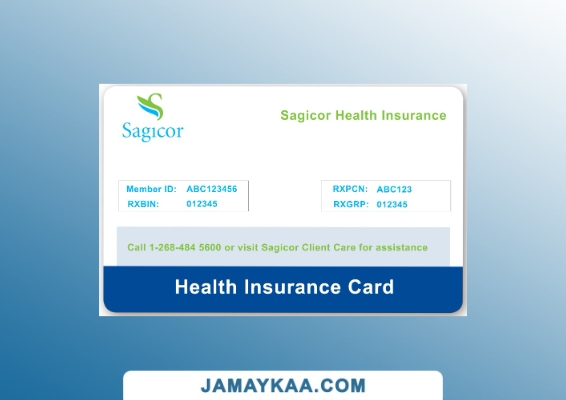 Sagicor
Sagicor Health Insurance
Member ID: ABC123456
RXBIN: 012345
RXPCN: ABC123
RXGRP: 012345
Call 1-268-484 5600 or visit Sagicor Client Care for assistance
Health Insurance Card
JAMAYKAA.COM